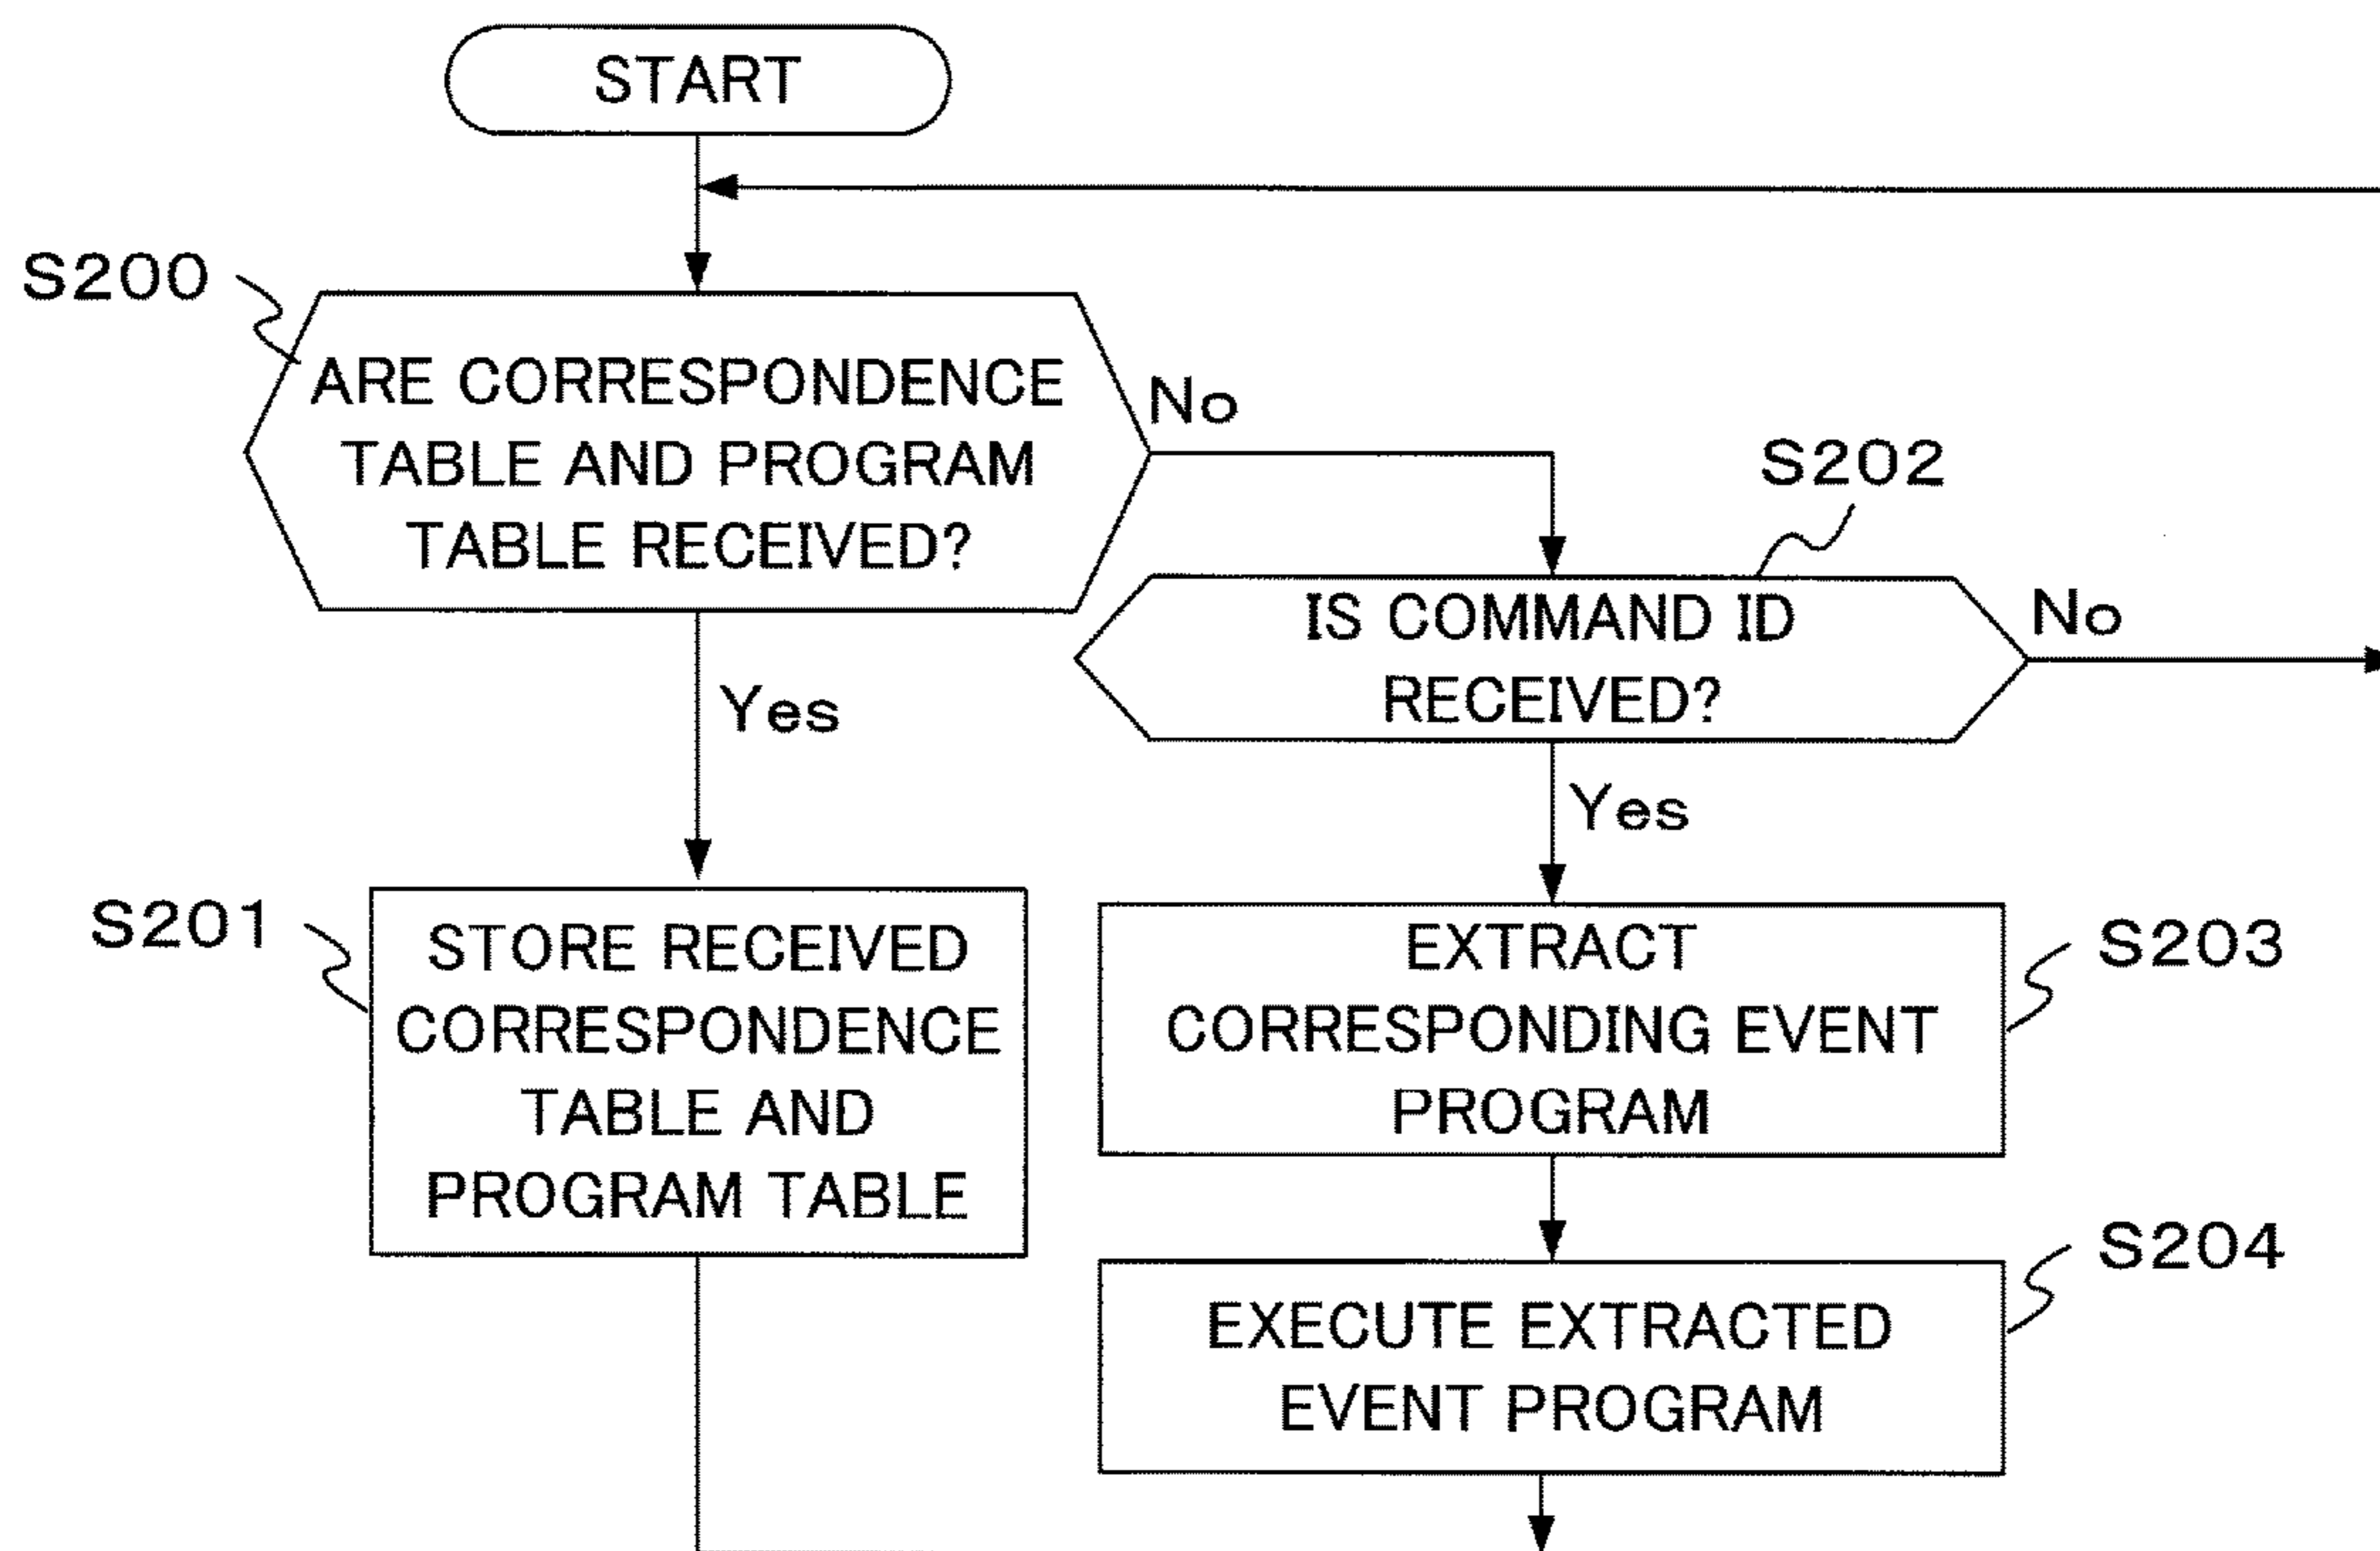 START
S200
ARE CORRESPONDENCE
TABLE AND PROGRAM
TABLE RECEIVED?
No
S202
IS COMMAND ID
RECEIVED?
No
Yes
Yes
S201
STORE RECEIVED
CORRESPONDENCE
TABLE AND
PROGRAM TABLE
EXTRACT
CORRESPONDING EVENT
PROGRAM
S203
EXECUTE EXTRACTED
EVENT PROGRAM
S204